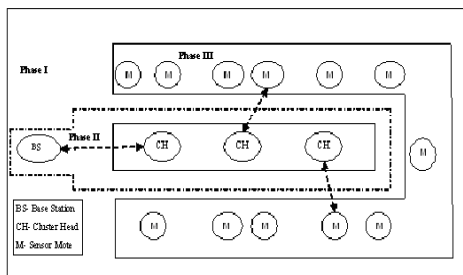 Phase III
Phase I
M M M M M M
Phase II
BS CH CH CH
M
M M M M M
BS- Base Station
CH- Cluster Head
M- Sensor Mote